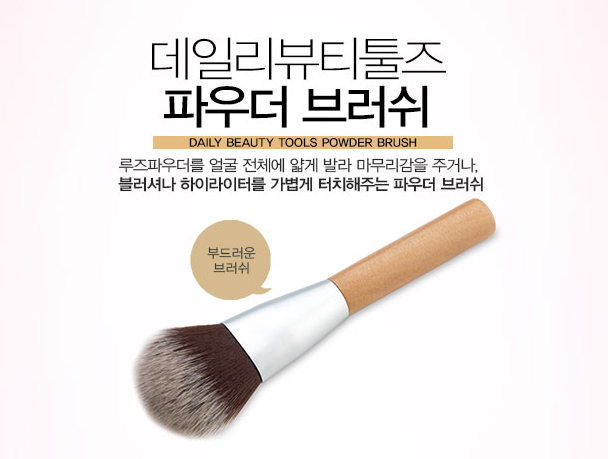 데일리뷰티툴즈
파우더 브러쉬
DAILY BEAUTY TOOLS POWDER BRUSH
루즈파우더를 얼굴 전체에 얇게 발라 마무리감을 주거나,
블러셔나 하이라이터를 가볍게 터치해주는 파우더 브러쉬
부드러운
브러쉬